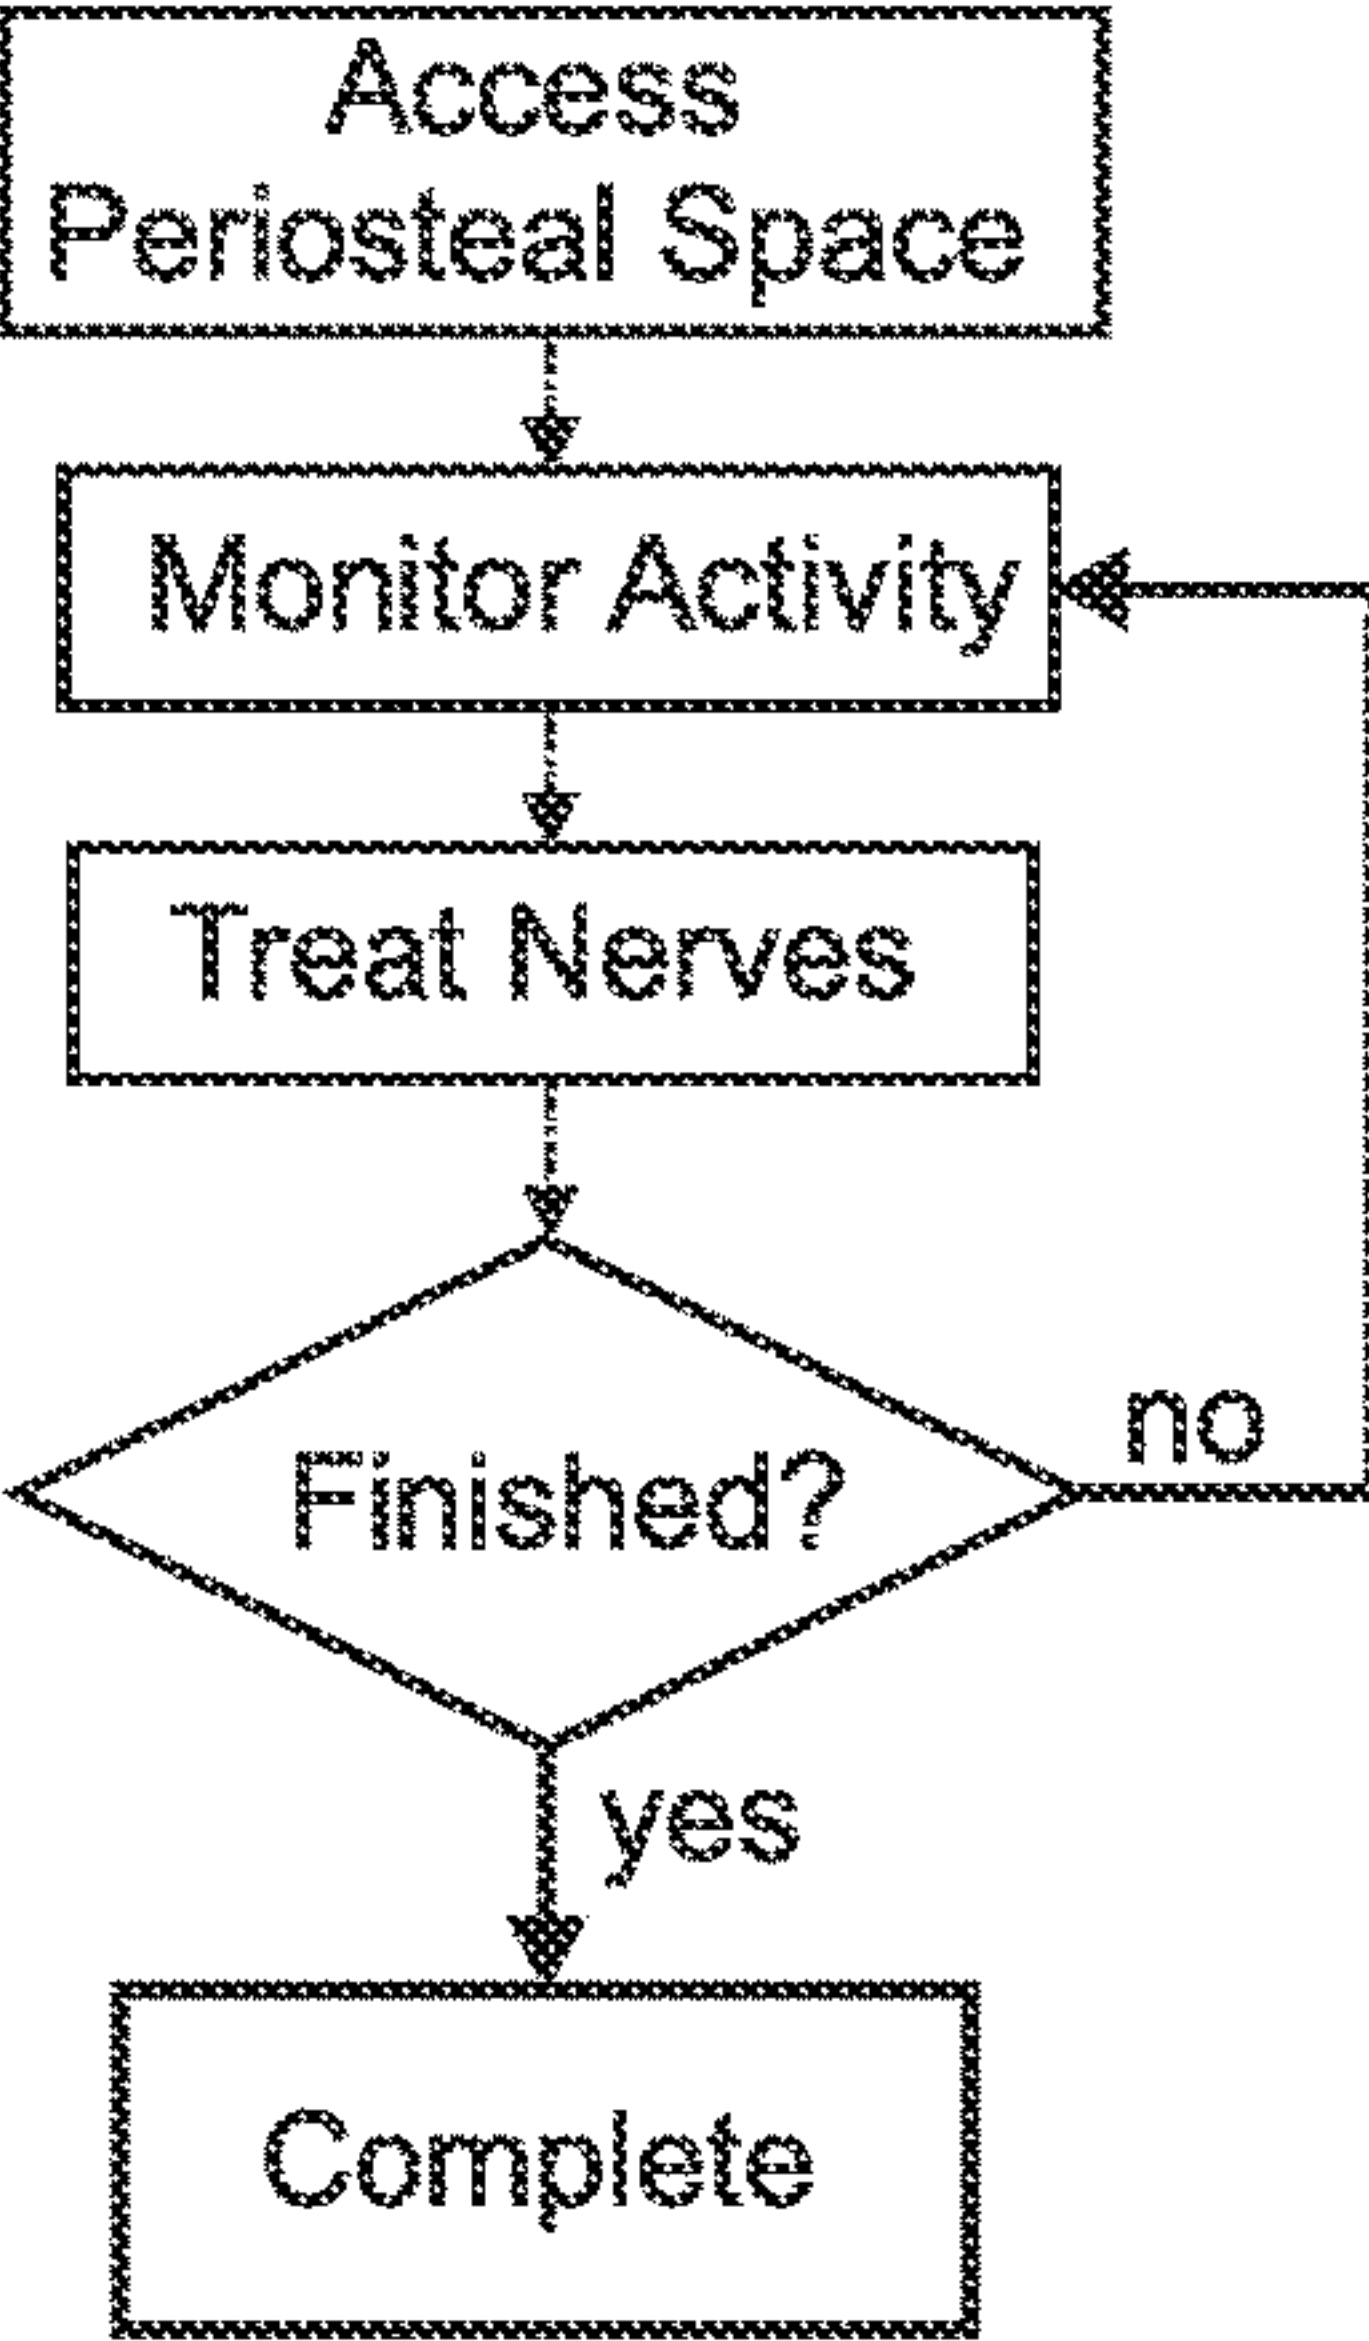 Access
Periosteal Space
Monitor Activity
Treat Nerves
Finished?
no
yes
Complete